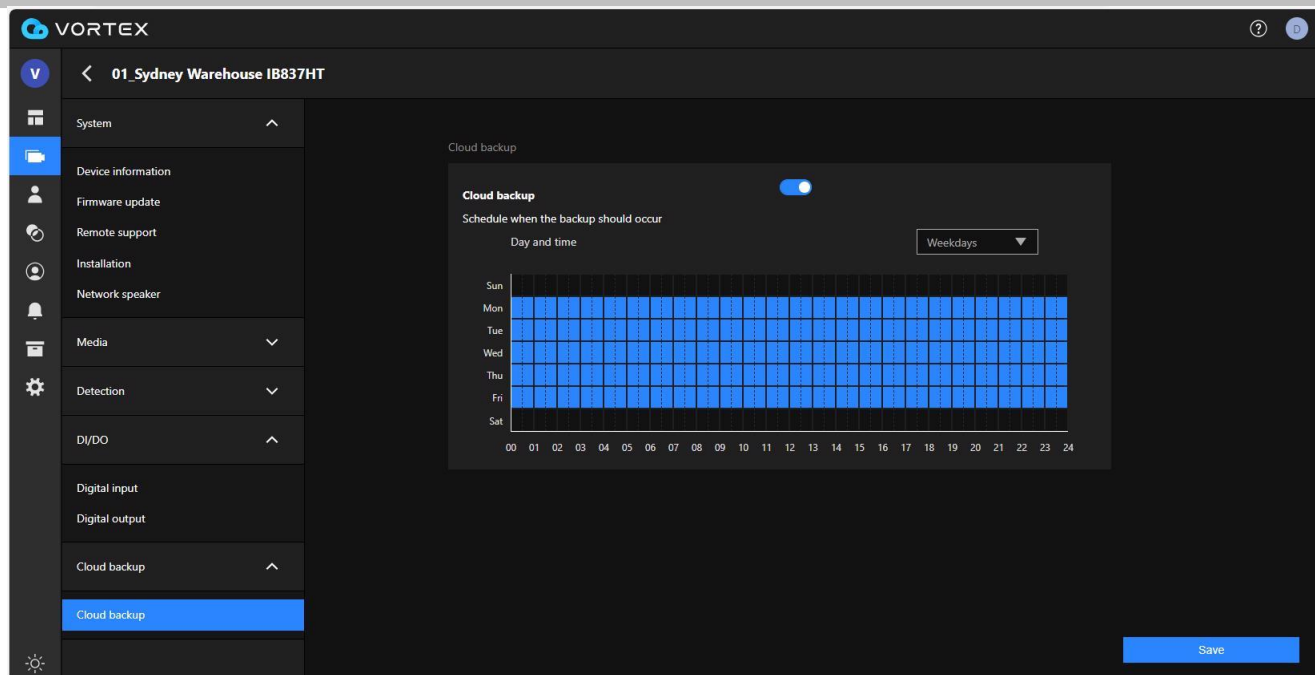 VORTEX
D
V
01_Sydney Warehouse IB837HT
System
Device information
Firmware update
Remote support
Installation
Network speaker
Media
Detection
DI/DO
Digital input
Digital output
Cloud backup
Cloud backup
Cloud backup
Cloud backup
Schedule when the backup should occur
Day and time
Weekdays
Sun
Mon
Tue
Wed
Thu
Fri
Sat
00 01 02 03 04 05 06 07 08 09 10 11 12 13 14 15 16 17 18 19 20 21 22 23 24
Save